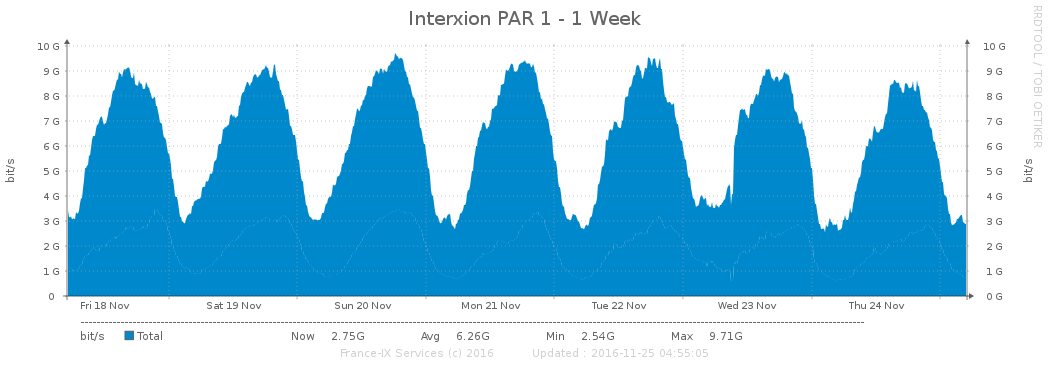 Interxion PAR 1 - 1 Week
RRDTOOL / TOBI OETIKER
bit/s
bit/s
10 G 10 G
9 G 9 G
8 G 8 G
7 G 7 G
6 G 6 G
5 G 5 G
4 G 4 G
3 G 3 G
2 G 2 G
1 G 1 G
0 0 G
Fri 18 Nov Sat 19 Nov Sun 20 Nov Mon 21 Nov Tue 22 Nov Wed 23 Nov Thu 24 Nov
bit/s Total Now 2.75G Avg 6.26G Min 2.54G Max 9.71G
France-IX Services (c) 2016 Updated : 2016-11-25 04:55:05